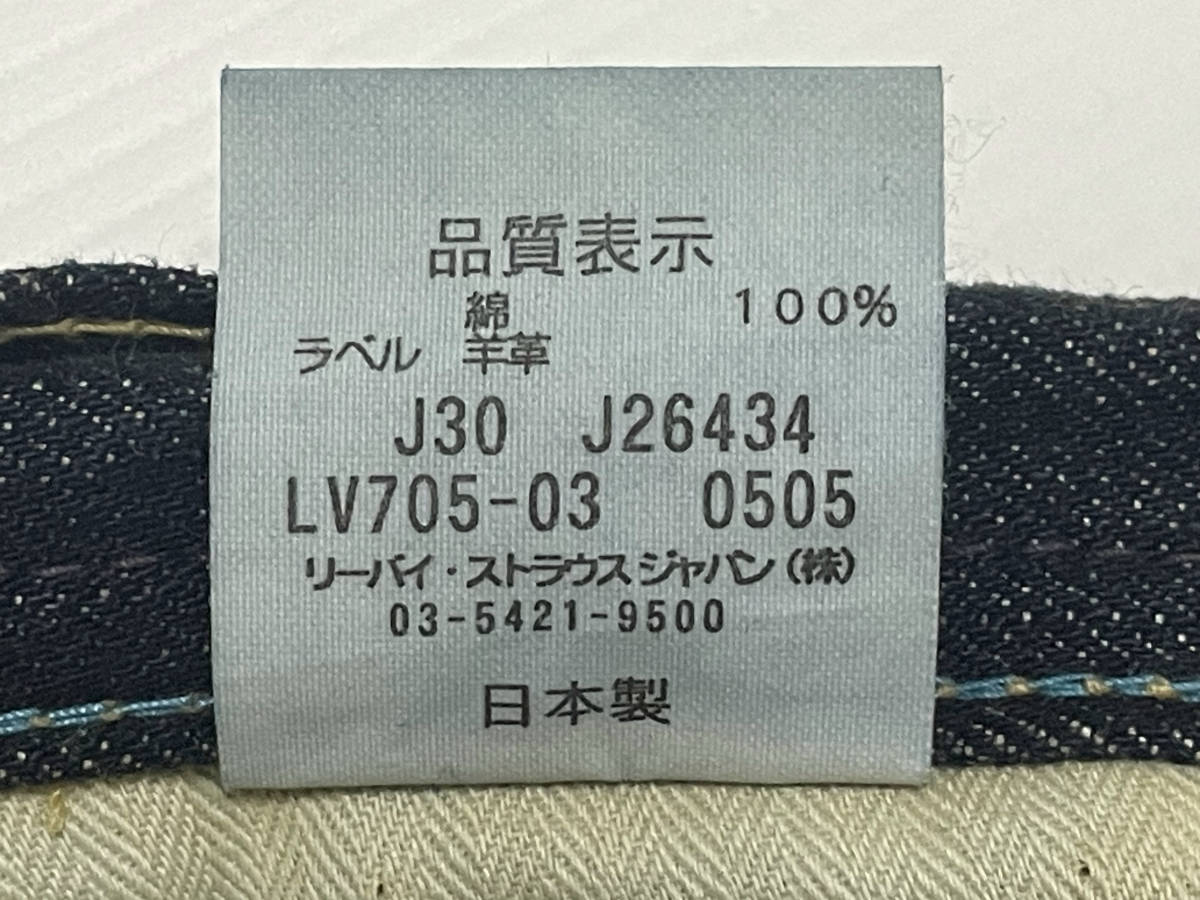 品質表示
綿 100%
ラベル 羊革
J30 J26434
LV705-03 0505
リーバイ・ストラウスジャパン(株)
03-5421-9500
日本製